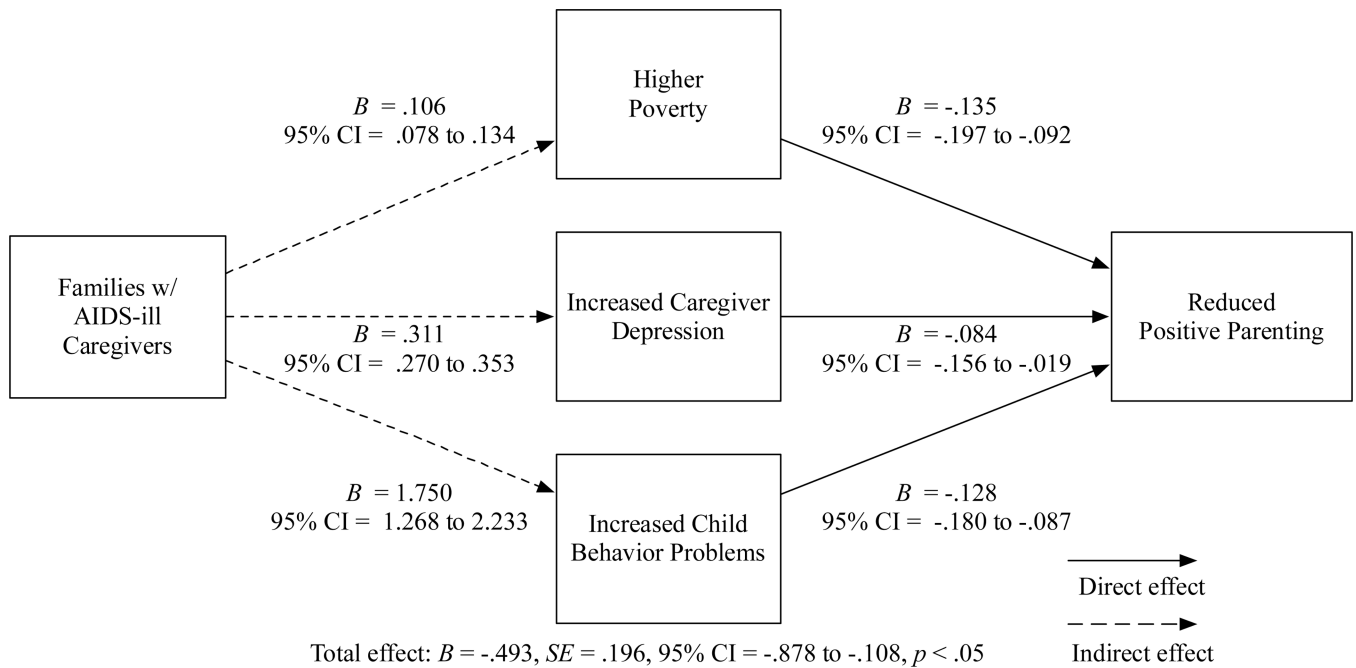 Higher
Poverty
B = .106
95% CI = .078 to .134
B = -.135
95% CI = -.197 to -.092
Families w/
AIDS-ill
Caregivers
Increased Caregiver
Depression
Reduced
Positive Parenting
B = .311
95% CI = .270 to .353
B = -.084
95% CI = -.156 to -.019
B = 1.750
95% CI = 1.268 to 2.233
Increased Child
Behavior Problems
B = -.128
95% CI = -.180 to -.087
Direct effect
Indirect effect
Total effect: B = -.493, SE = .196, 95% CI = -.878 to -.108, p < .05